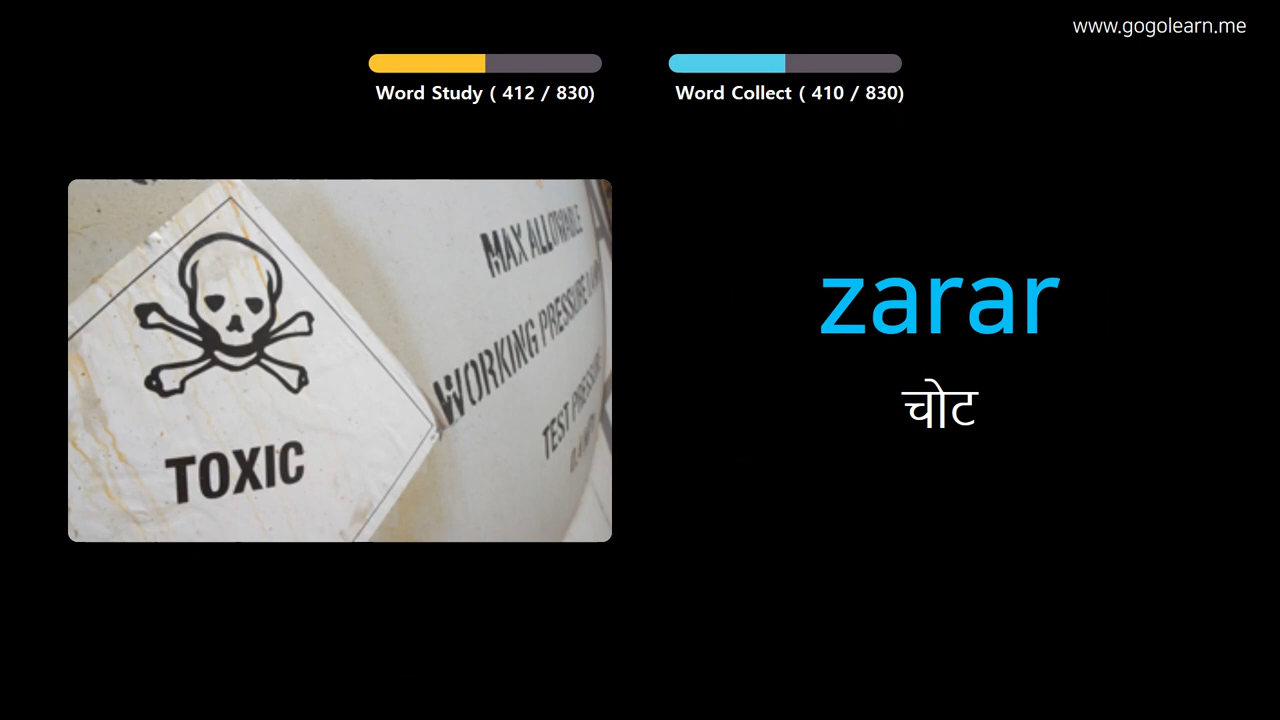 www.gogolearn.me
Word Study ( 412 / 830)
Word Collect ( 410 / 830)
MAX ALLOWABLE
WORKING PRESSURE
TEST PRESSURE
TOXIC
zarar
चोट